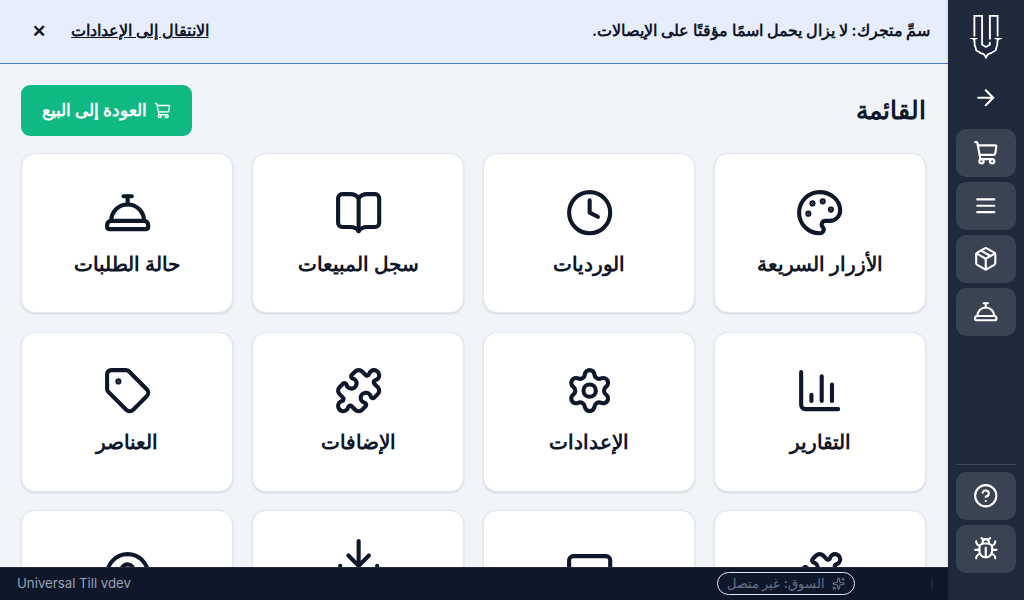 سمِّ متجرك: لا يزال يحمل اسمًا مؤقتًا على الإيصالات.
الانتقال إلى الإعدادات
القائمة
العودة إلى البيع
الأزرار السريعة
الورديات
سجل المبيعات
حالة الطلبات
التقارير
الإعدادات
الإضافات
العناصر
السوق: غير متصل
Universal Till vdev